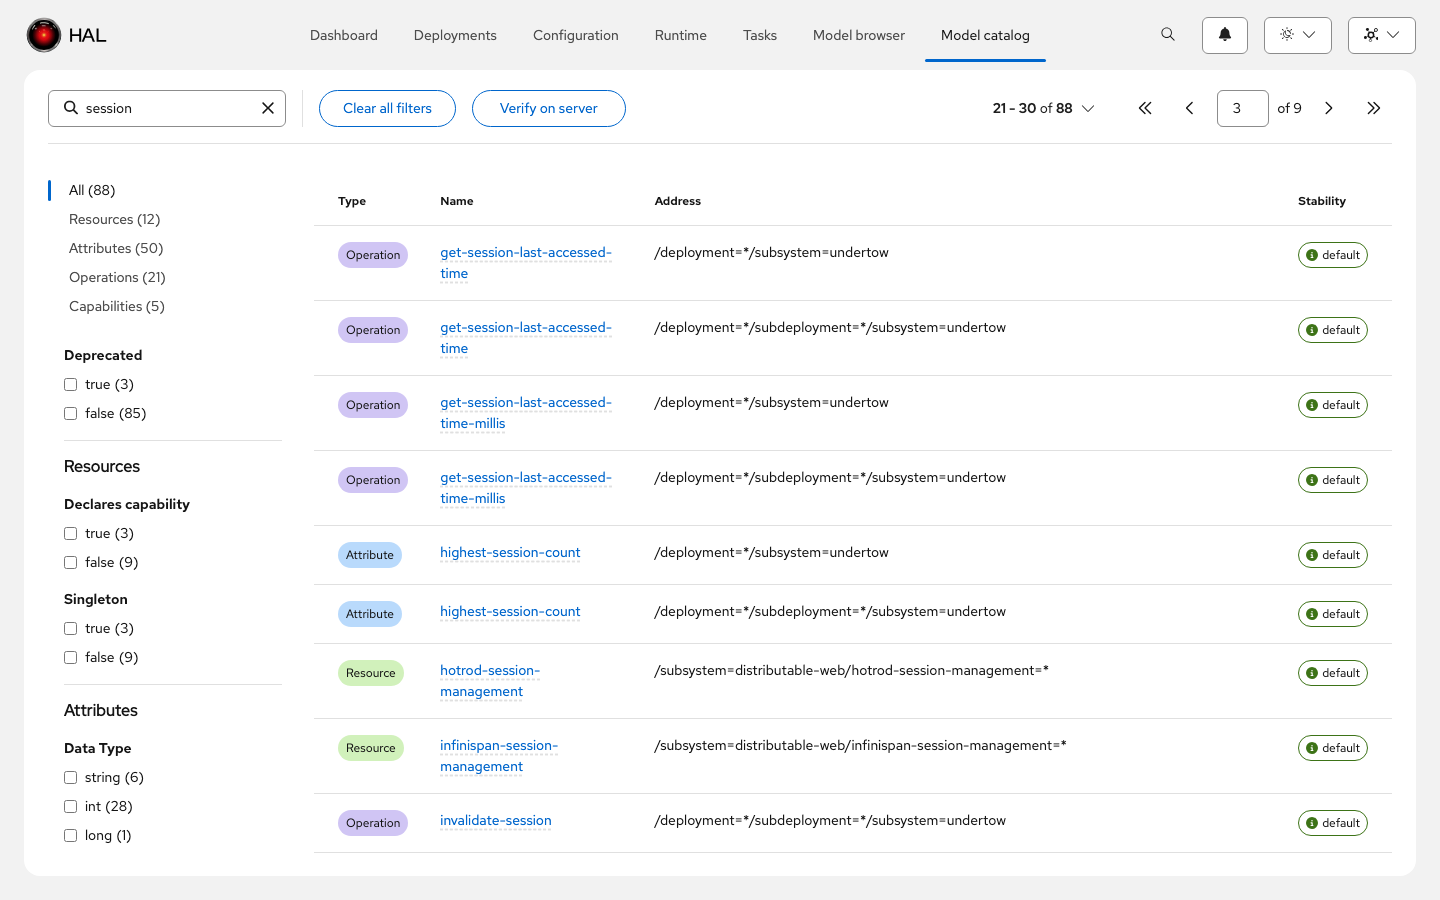 HAL
Dashboard
Deployments
Configuration
Runtime
Tasks
Model browser
Model catalog
session
Clear all filters
Verify on server
21 - 30 of 88
3
of 9
All (88)
Resources (12)
Attributes (50)
Operations (21)
Capabilities (5)
Deprecated
true (3)
false (85)
Resources
Declares capability
true (3)
false (9)
Singleton
true (3)
false (9)
Attributes
Data Type
string (6)
int (28)
long (1)
Type Name Address Stability
Operation get-session-last-accessed- /deployment=*/subsystem=undertow default
time
Operation get-session-last-accessed- /deployment=*/subdeployment=*/subsystem=undertow default
time
Operation get-session-last-accessed- /deployment=*/subsystem=undertow default
time-millis
Operation get-session-last-accessed- /deployment=*/subdeployment=*/subsystem=undertow default
time-millis
Attribute highest-session-count /deployment=*/subsystem=undertow default
Attribute highest-session-count /deployment=*/subdeployment=*/subsystem=undertow default
Resource hotrod-session- /subsystem=distributable-web/hotrod-session-management=* default
management
Resource infinispan-session- /subsystem=distributable-web/infinispan-session-management=* default
management
Operation invalidate-session /deployment=*/subdeployment=*/subsystem=undertow default